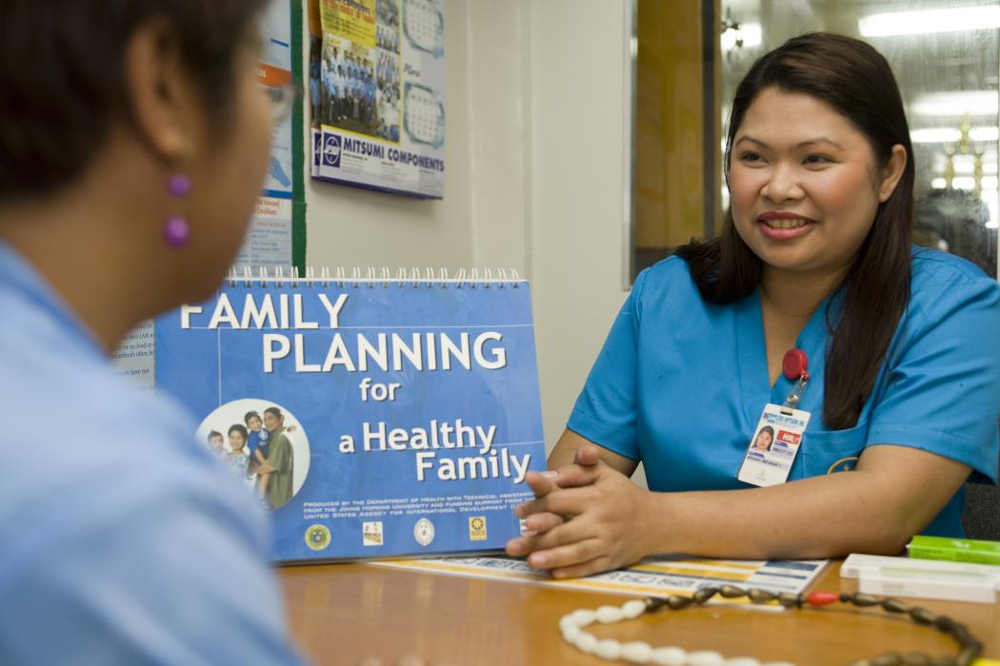 MITSUMI COMPONENTS
FAMILY
PLANNING
for
a Healthy
Family
PRODUCED BY THE DEPARTMENT OF HEALTH WITH TECHNICAL ASSISTANCE
FROM THE JOHNS HOPKINS UNIVERSITY AND FUNDING SUPPORT FROM
UNITED STATES AGENCY FOR INTERNATIONAL DEVELOPMENT
HR